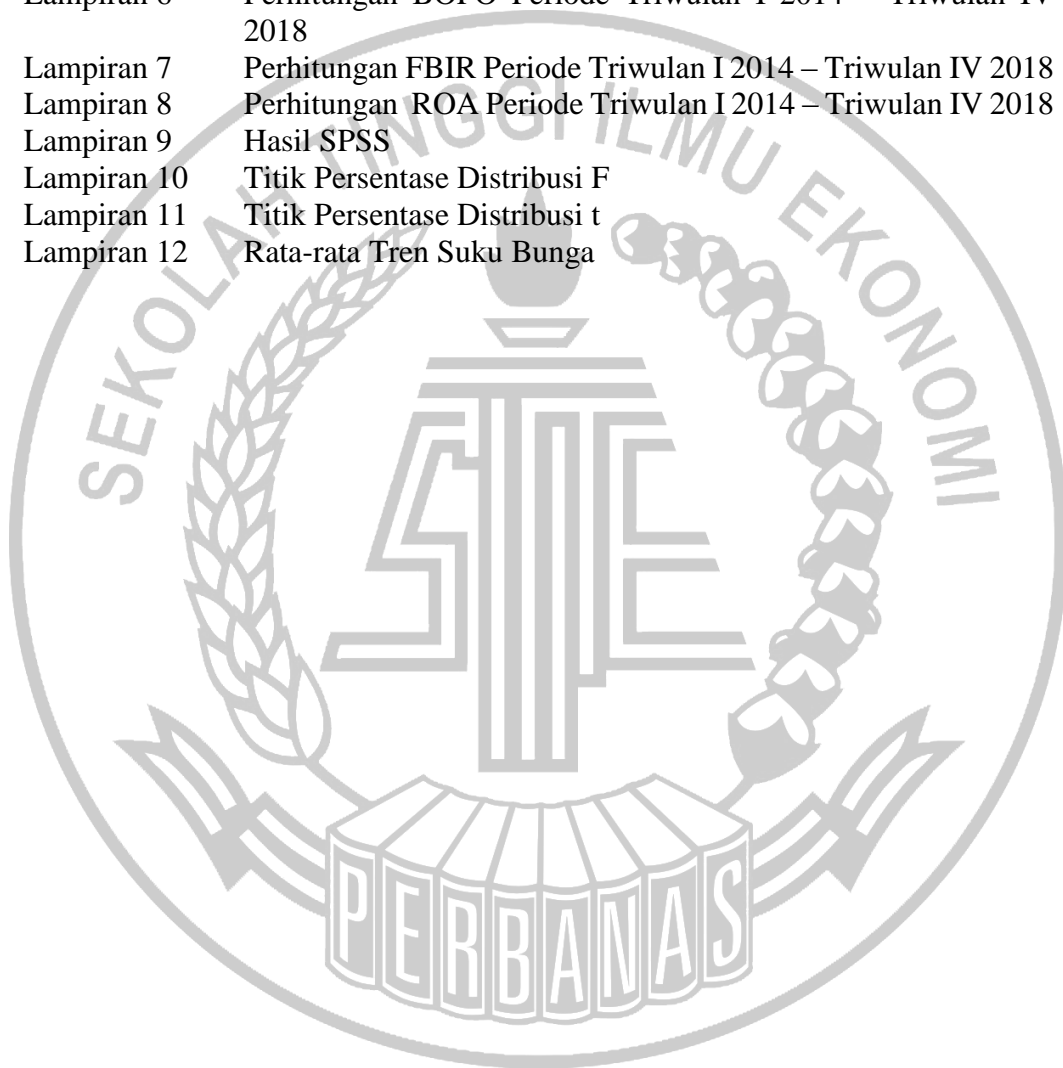 Lampiran 6 Perhitungan BOPO Periode Triwulan I 2014 – Triwulan IV
2018
Lampiran 7 Perhitungan FBIR Periode Triwulan I 2014 – Triwulan IV 2018
Lampiran 8 Perhitungan ROA Periode Triwulan I 2014 – Triwulan IV 2018
Lampiran 9 Hasil SPSS
Lampiran 10 Titik Persentase Distribusi F
Lampiran 11 Titik Persentase Distribusi t
Lampiran 12 Rata-rata Tren Suku Bunga
SEKOLAH TINGGI ILMU EKONOMI
STIE
PERBANAS